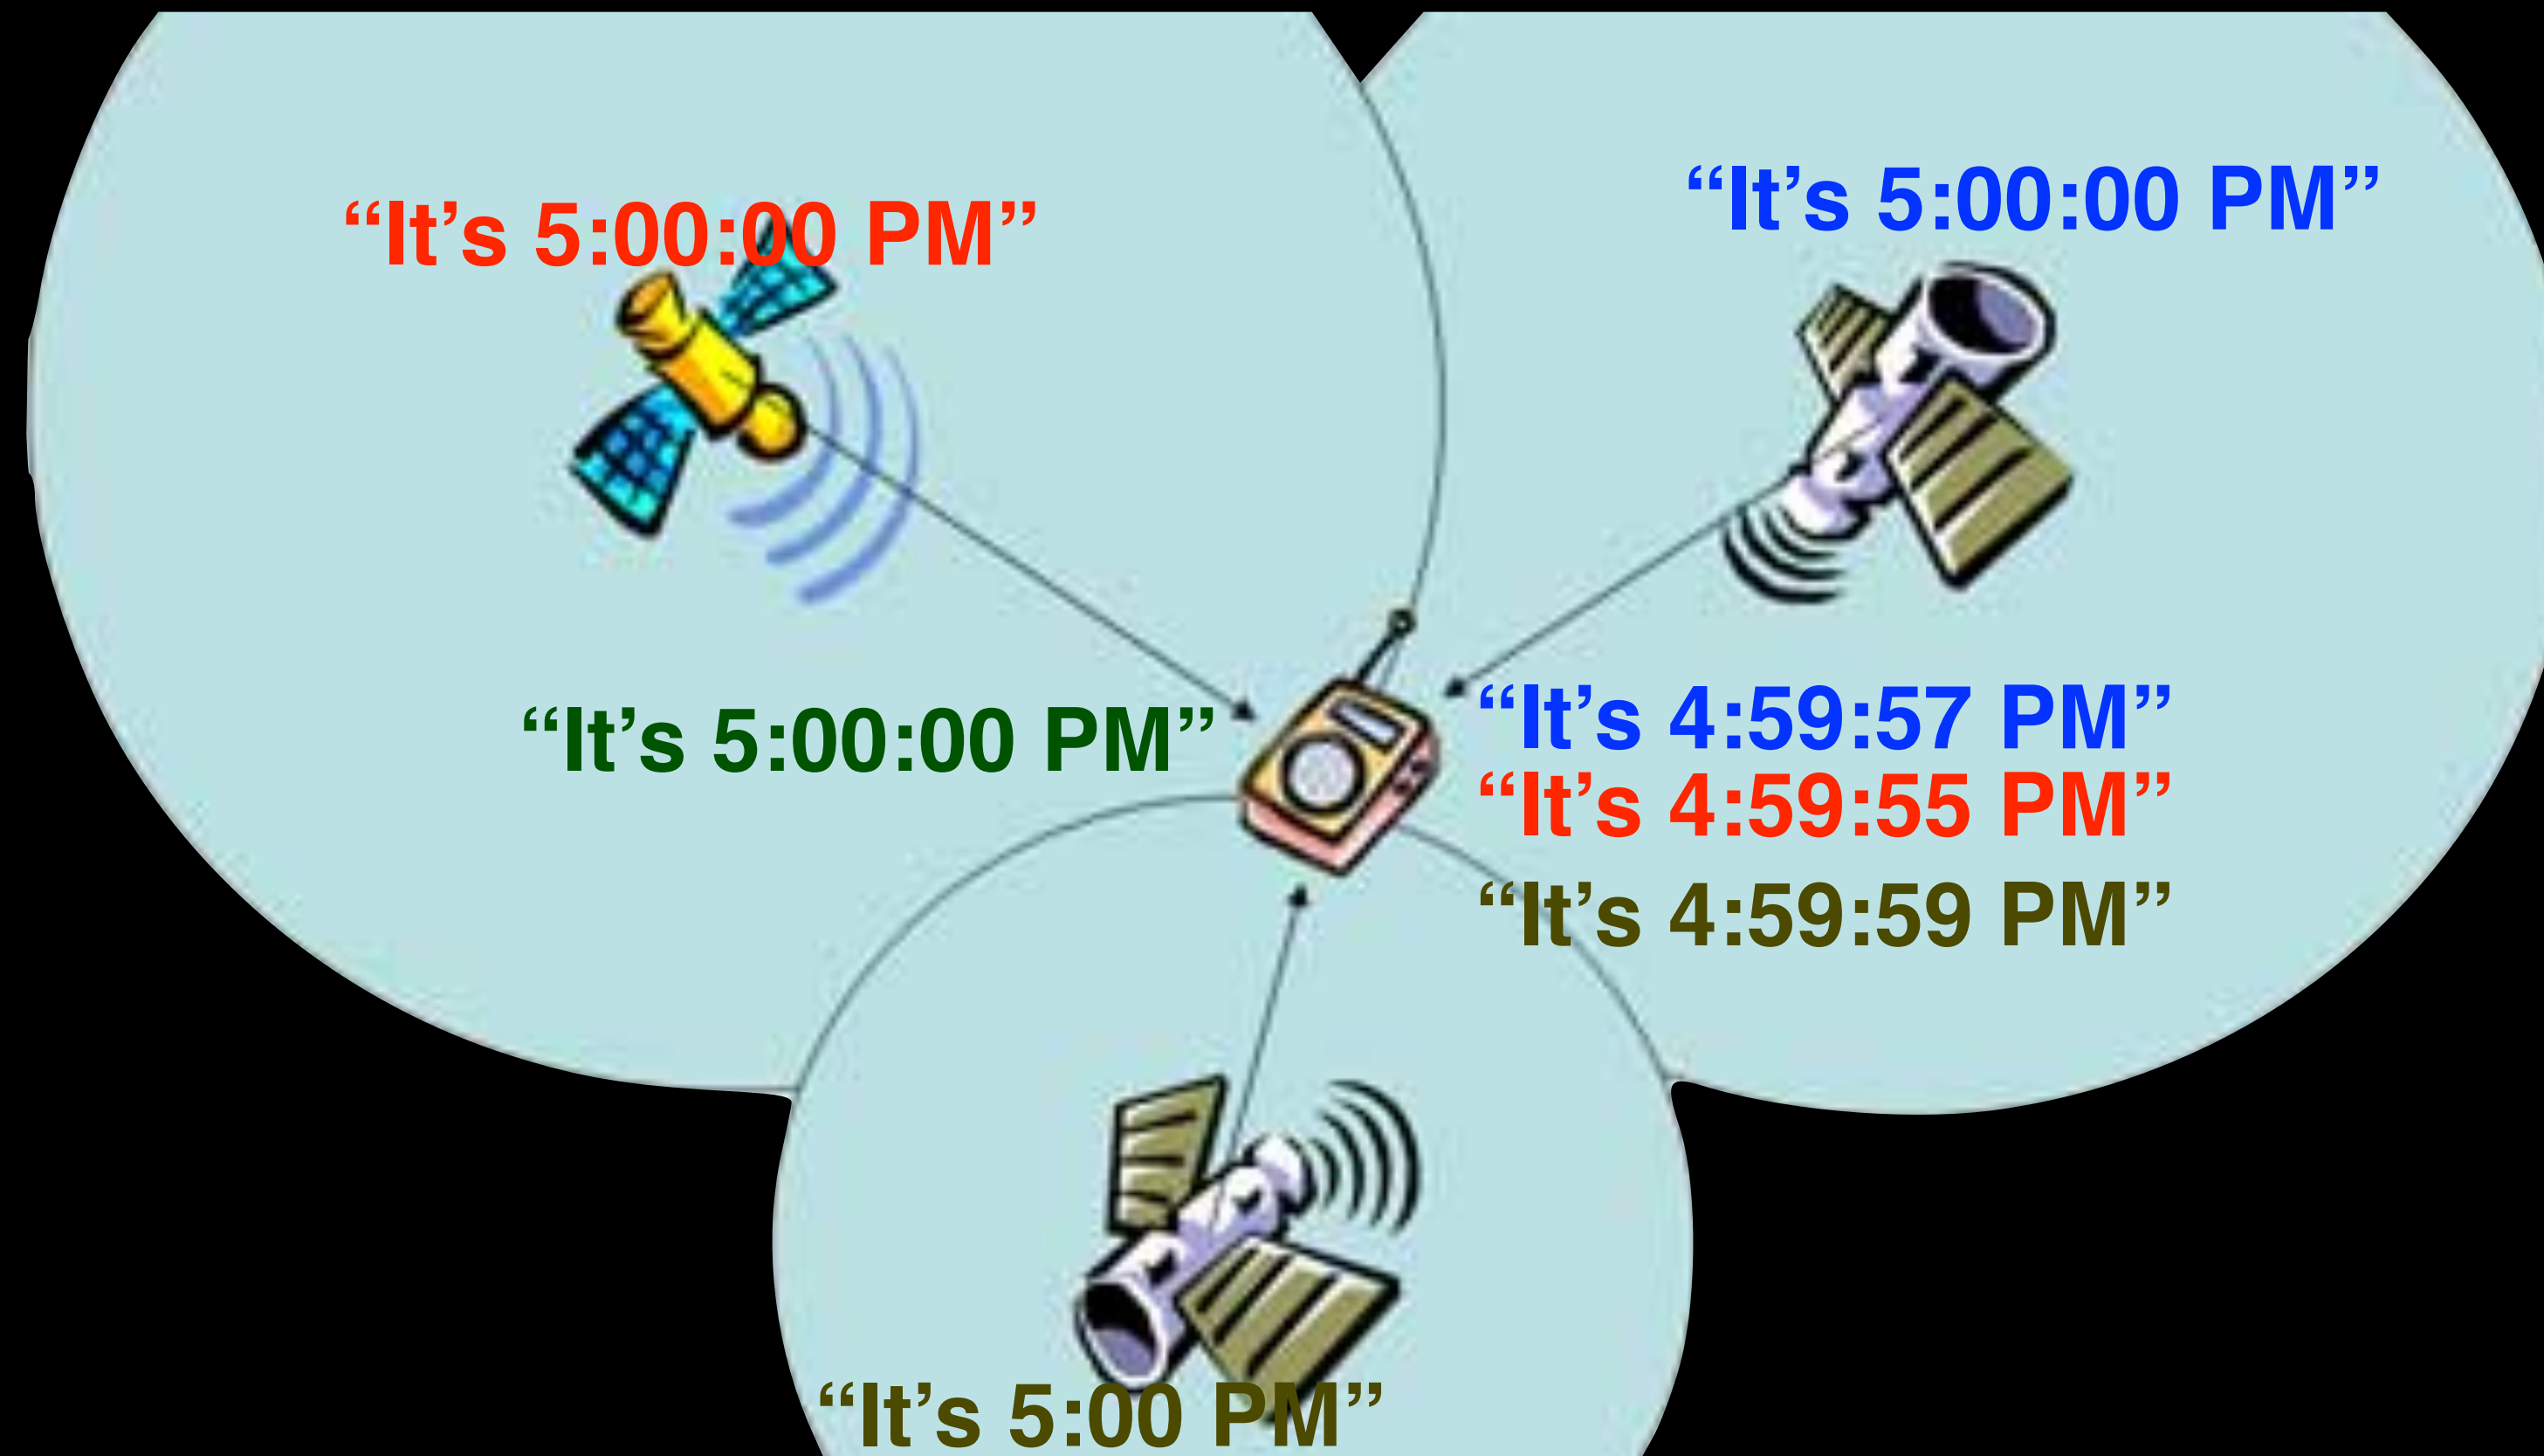 “It’s 5:00:00 PM”
“It’s 5:00:00 PM”
“It’s 5:00:00 PM”
“It’s 4:59:57 PM”
“It’s 4:59:55 PM”
“It’s 4:59:59 PM”
“It’s 5:00 PM”